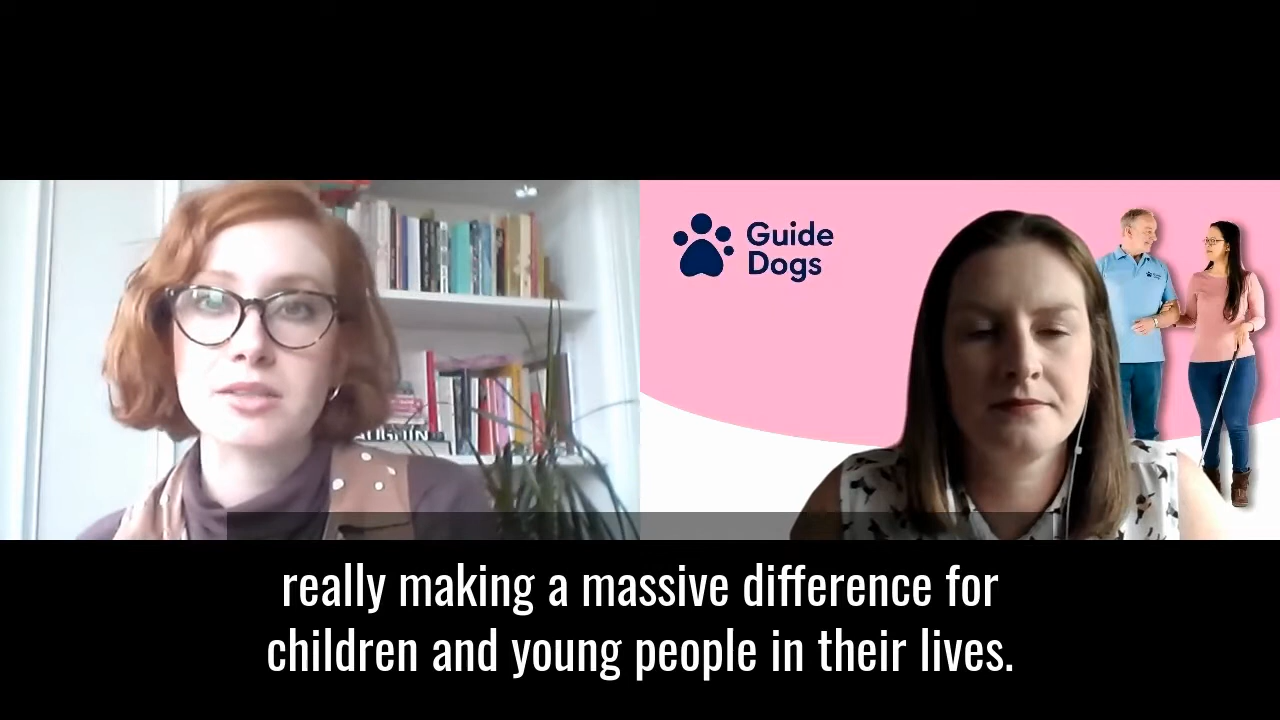 Guide
Dogs
really making a massive difference for
children and young people in their lives.